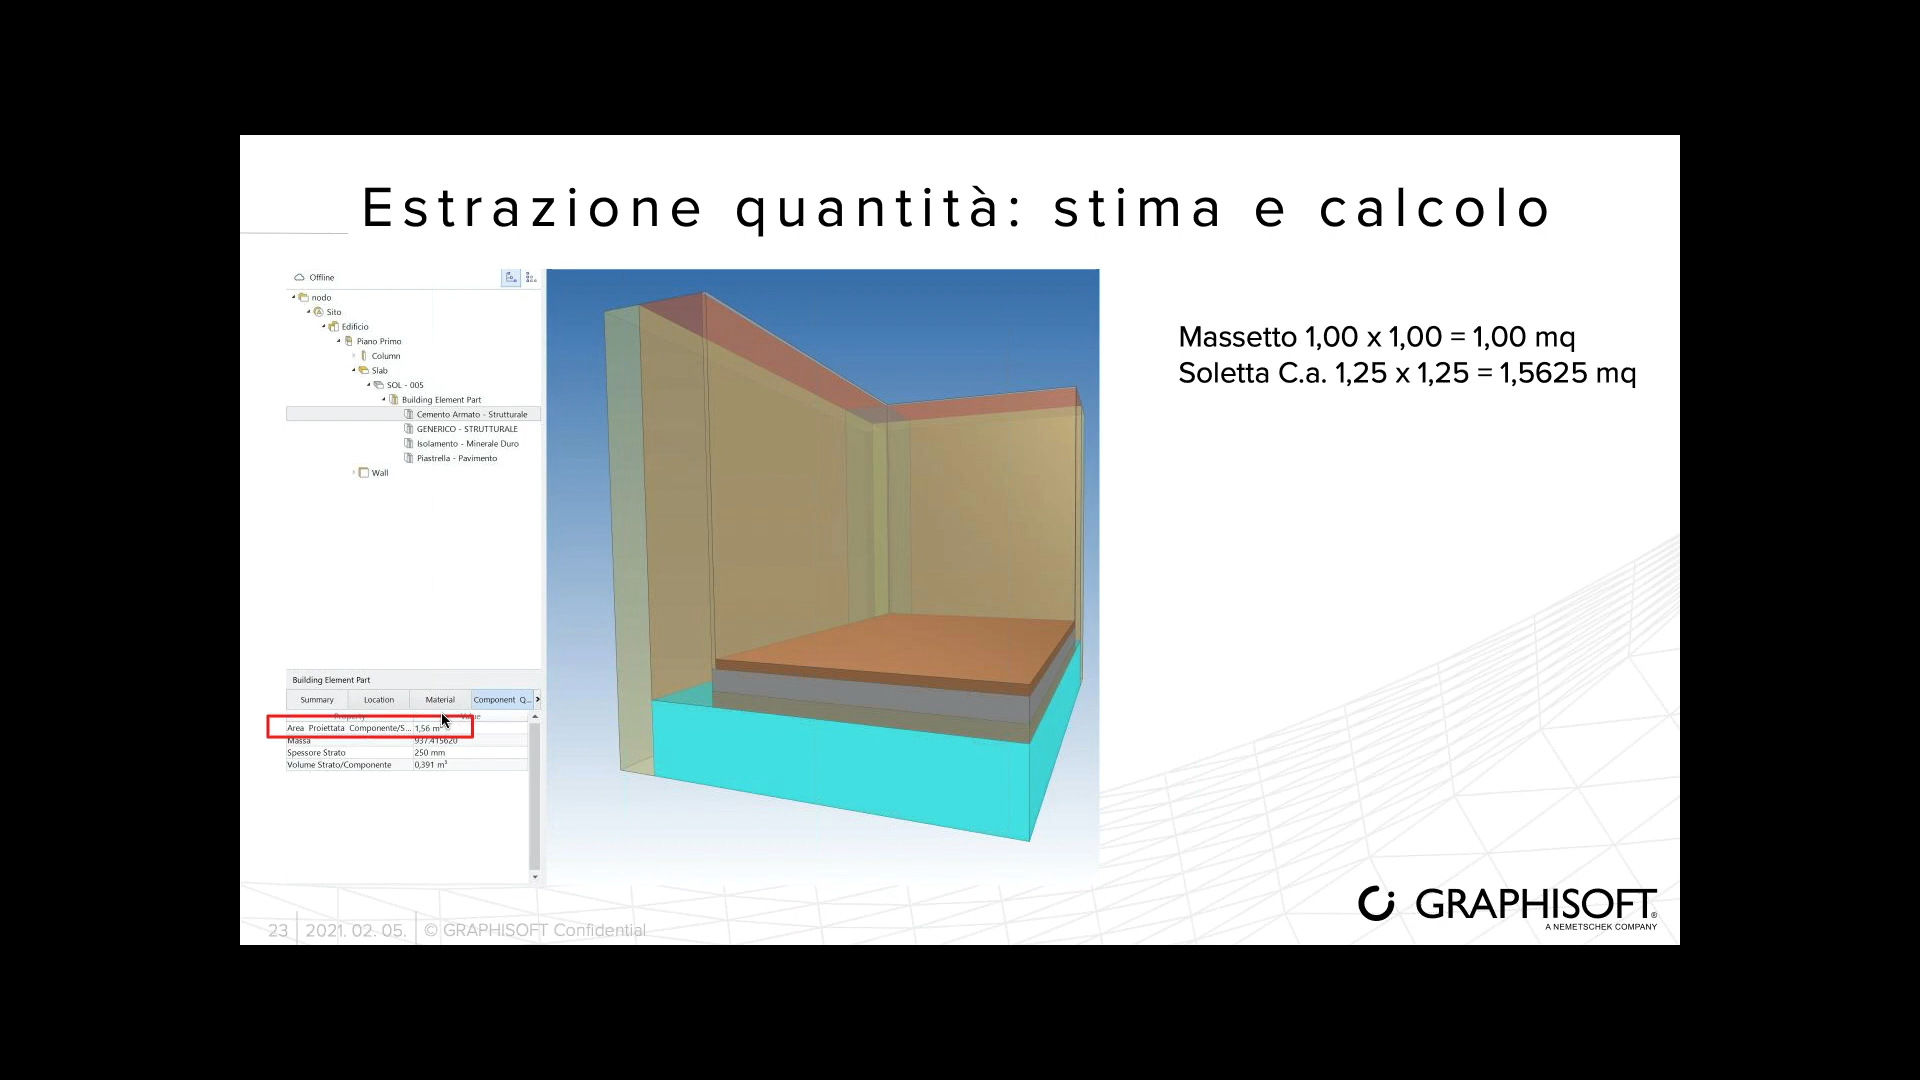 Estrazione quantità: stima e calcolo
Offline
nodo
Sito
Edificio
Piano Primo
Column
Slab
SOL - 005
Building Element Part
Cemento Armato - Strutturale
GENERICO - STRUTTURALE
Isolamento - Minerale Duro
Piastrella - Pavimento
Wall
Massetto 1,00 x 1,00 = 1,00 mq
Soletta C.a. 1,25 x 1,25 = 1,5625 mq
Building Element Part
Summary Location Material Component Q...
Property
Area Proiettata Componente/S... 1,56 m²
Massa 937.415620
Spessore Strato 250 mm
Volume Strato/Componente 0,391 m³
23 2021. 02. 05. © GRAPHISOFT Confidential
GRAPHISOFT®
A NEMETSCHEK COMPANY